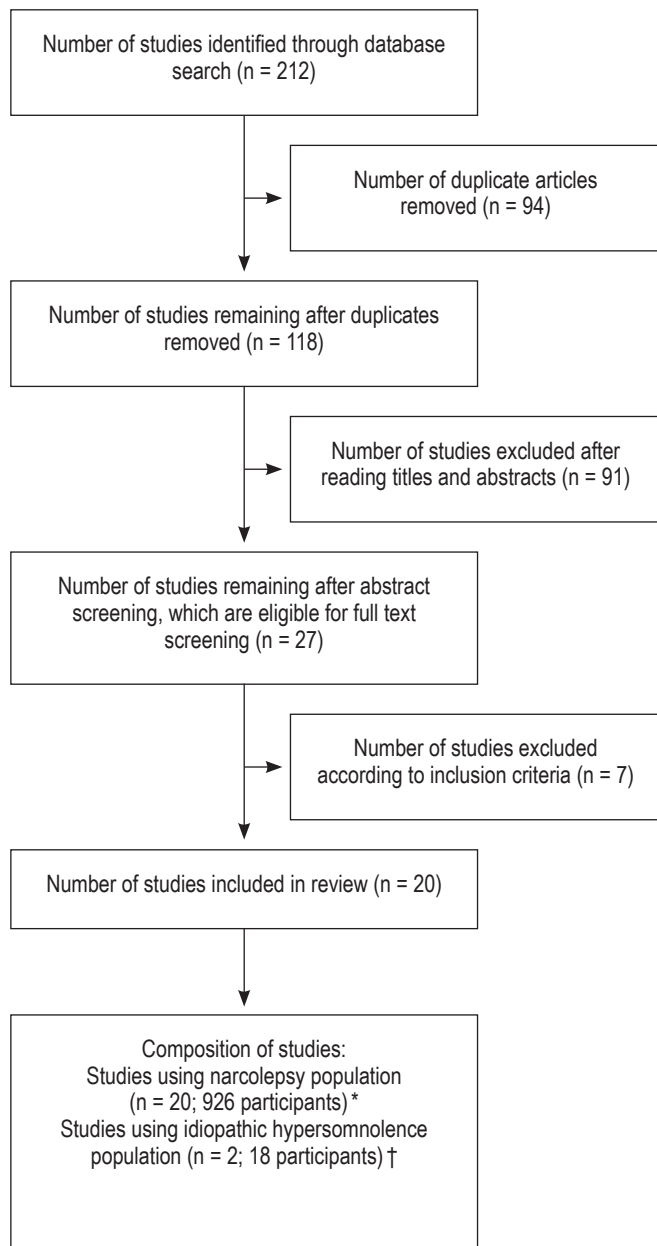 Number of studies identified through database
search (n = 212)
Number of duplicate articles
removed (n = 94)
Number of studies remaining after duplicates
removed (n = 118)
Number of studies excluded after
reading titles and abstracts (n = 91)
Number of studies remaining after abstract
screening, which are eligible for full text
screening (n = 27)
Number of studies excluded
according to inclusion criteria (n = 7)
Number of studies included in review (n = 20)
Composition of studies:
Studies using narcolepsy population
(n = 20; 926 participants) *
Studies using idiopathic hypersomnolence
population (n = 2; 18 participants) †